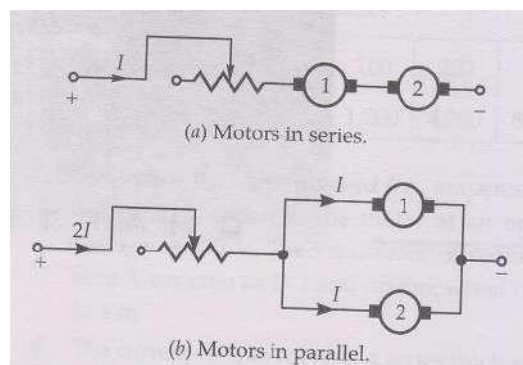 I
1
2
+
−
(a) Motors in series.
I
1
2I
+
−
I
2
(b) Motors in parallel.